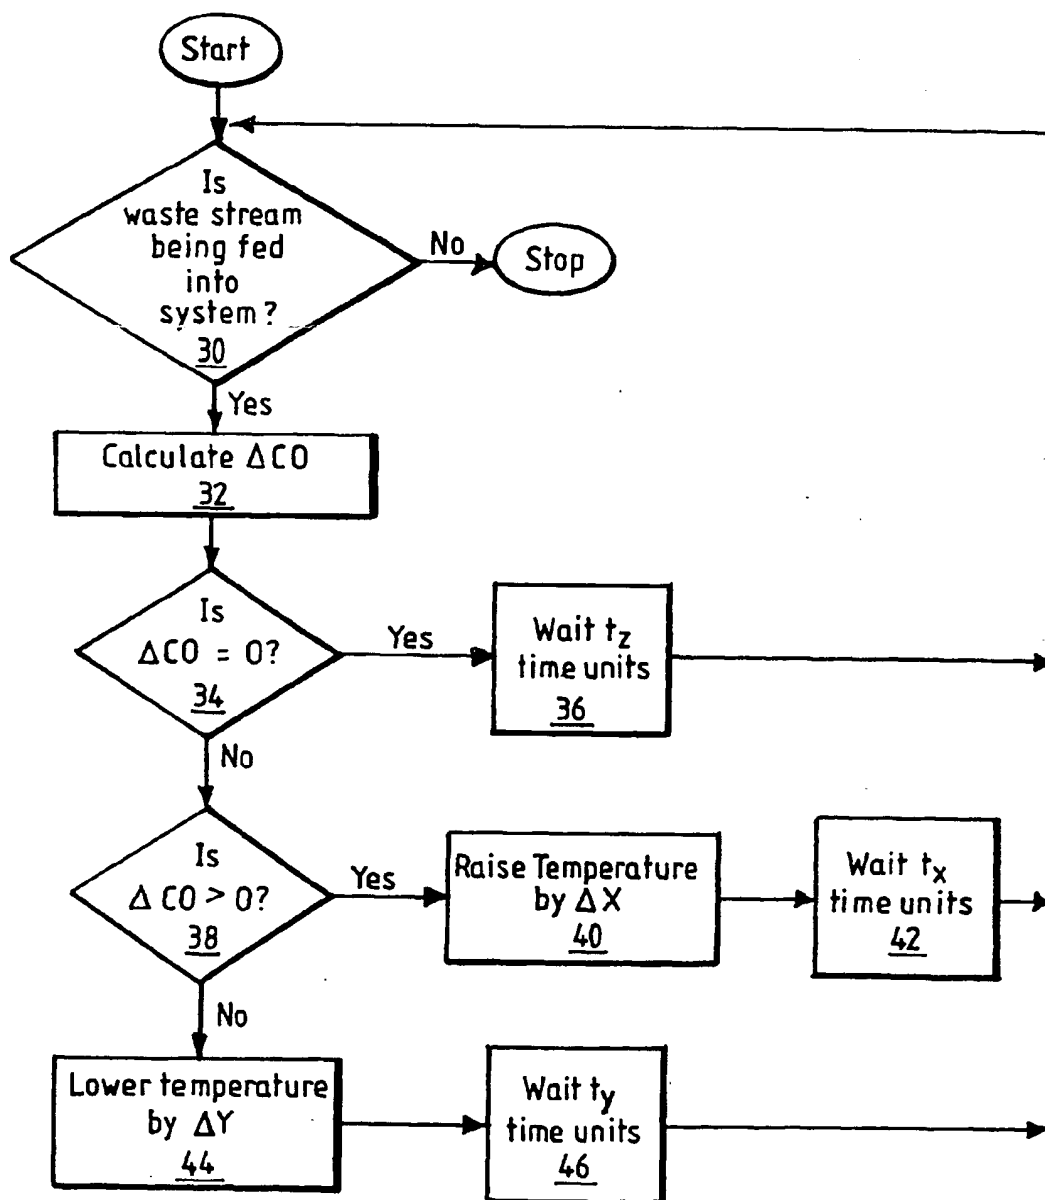 Start
Is
waste stream
being fed
into
system?
30
No
Stop
Yes
Calculate ΔCO
32
Is
ΔCO = 0?
34
Yes
Wait tz
time units
36
No
Is
ΔCO > 0?
38
Yes
Raise Temperature
by ΔX
40
Wait tx
time units
42
No
Lower temperature
by ΔY
44
Wait ty
time units
46